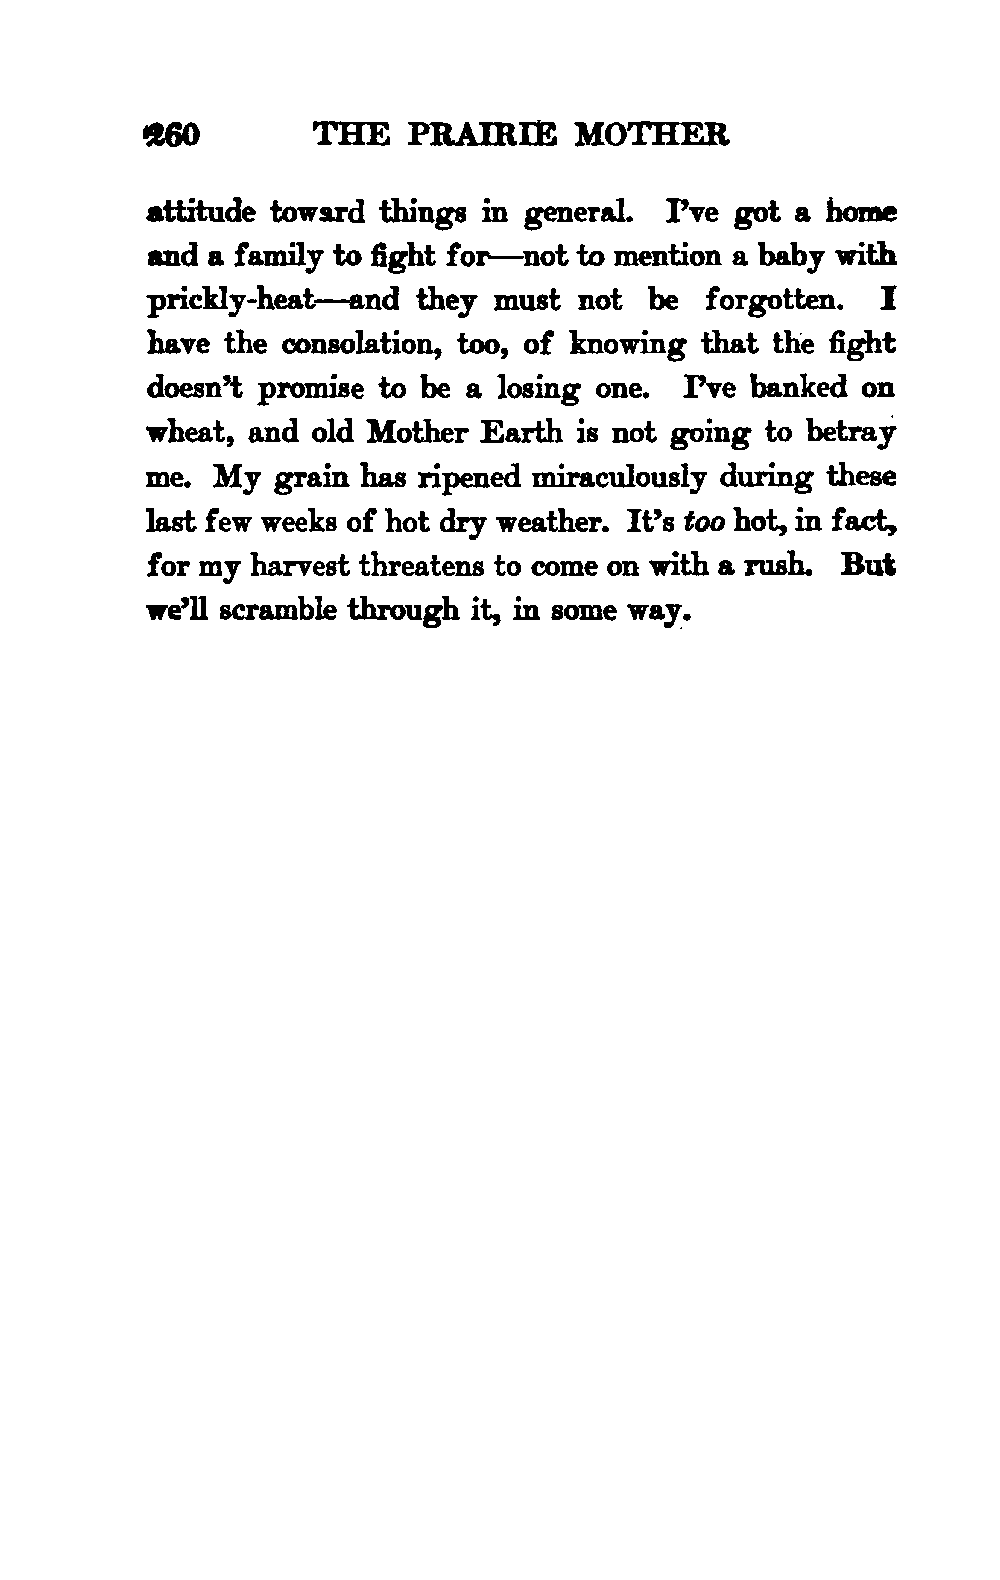 260 THE PRAIRIE MOTHER
attitude toward things in general. I've got a home
and a family to fight for—not to mention a baby with
prickly-heat—and they must not be forgotten. I
have the consolation, too, of knowing that the fight
doesn't promise to be a losing one. I've banked on
wheat, and old Mother Earth is not going to betray
me. My grain has ripened miraculously during these
last few weeks of hot dry weather. It's too hot, in fact,
for my harvest threatens to come on with a rush. But
we'll scramble through it, in some way.